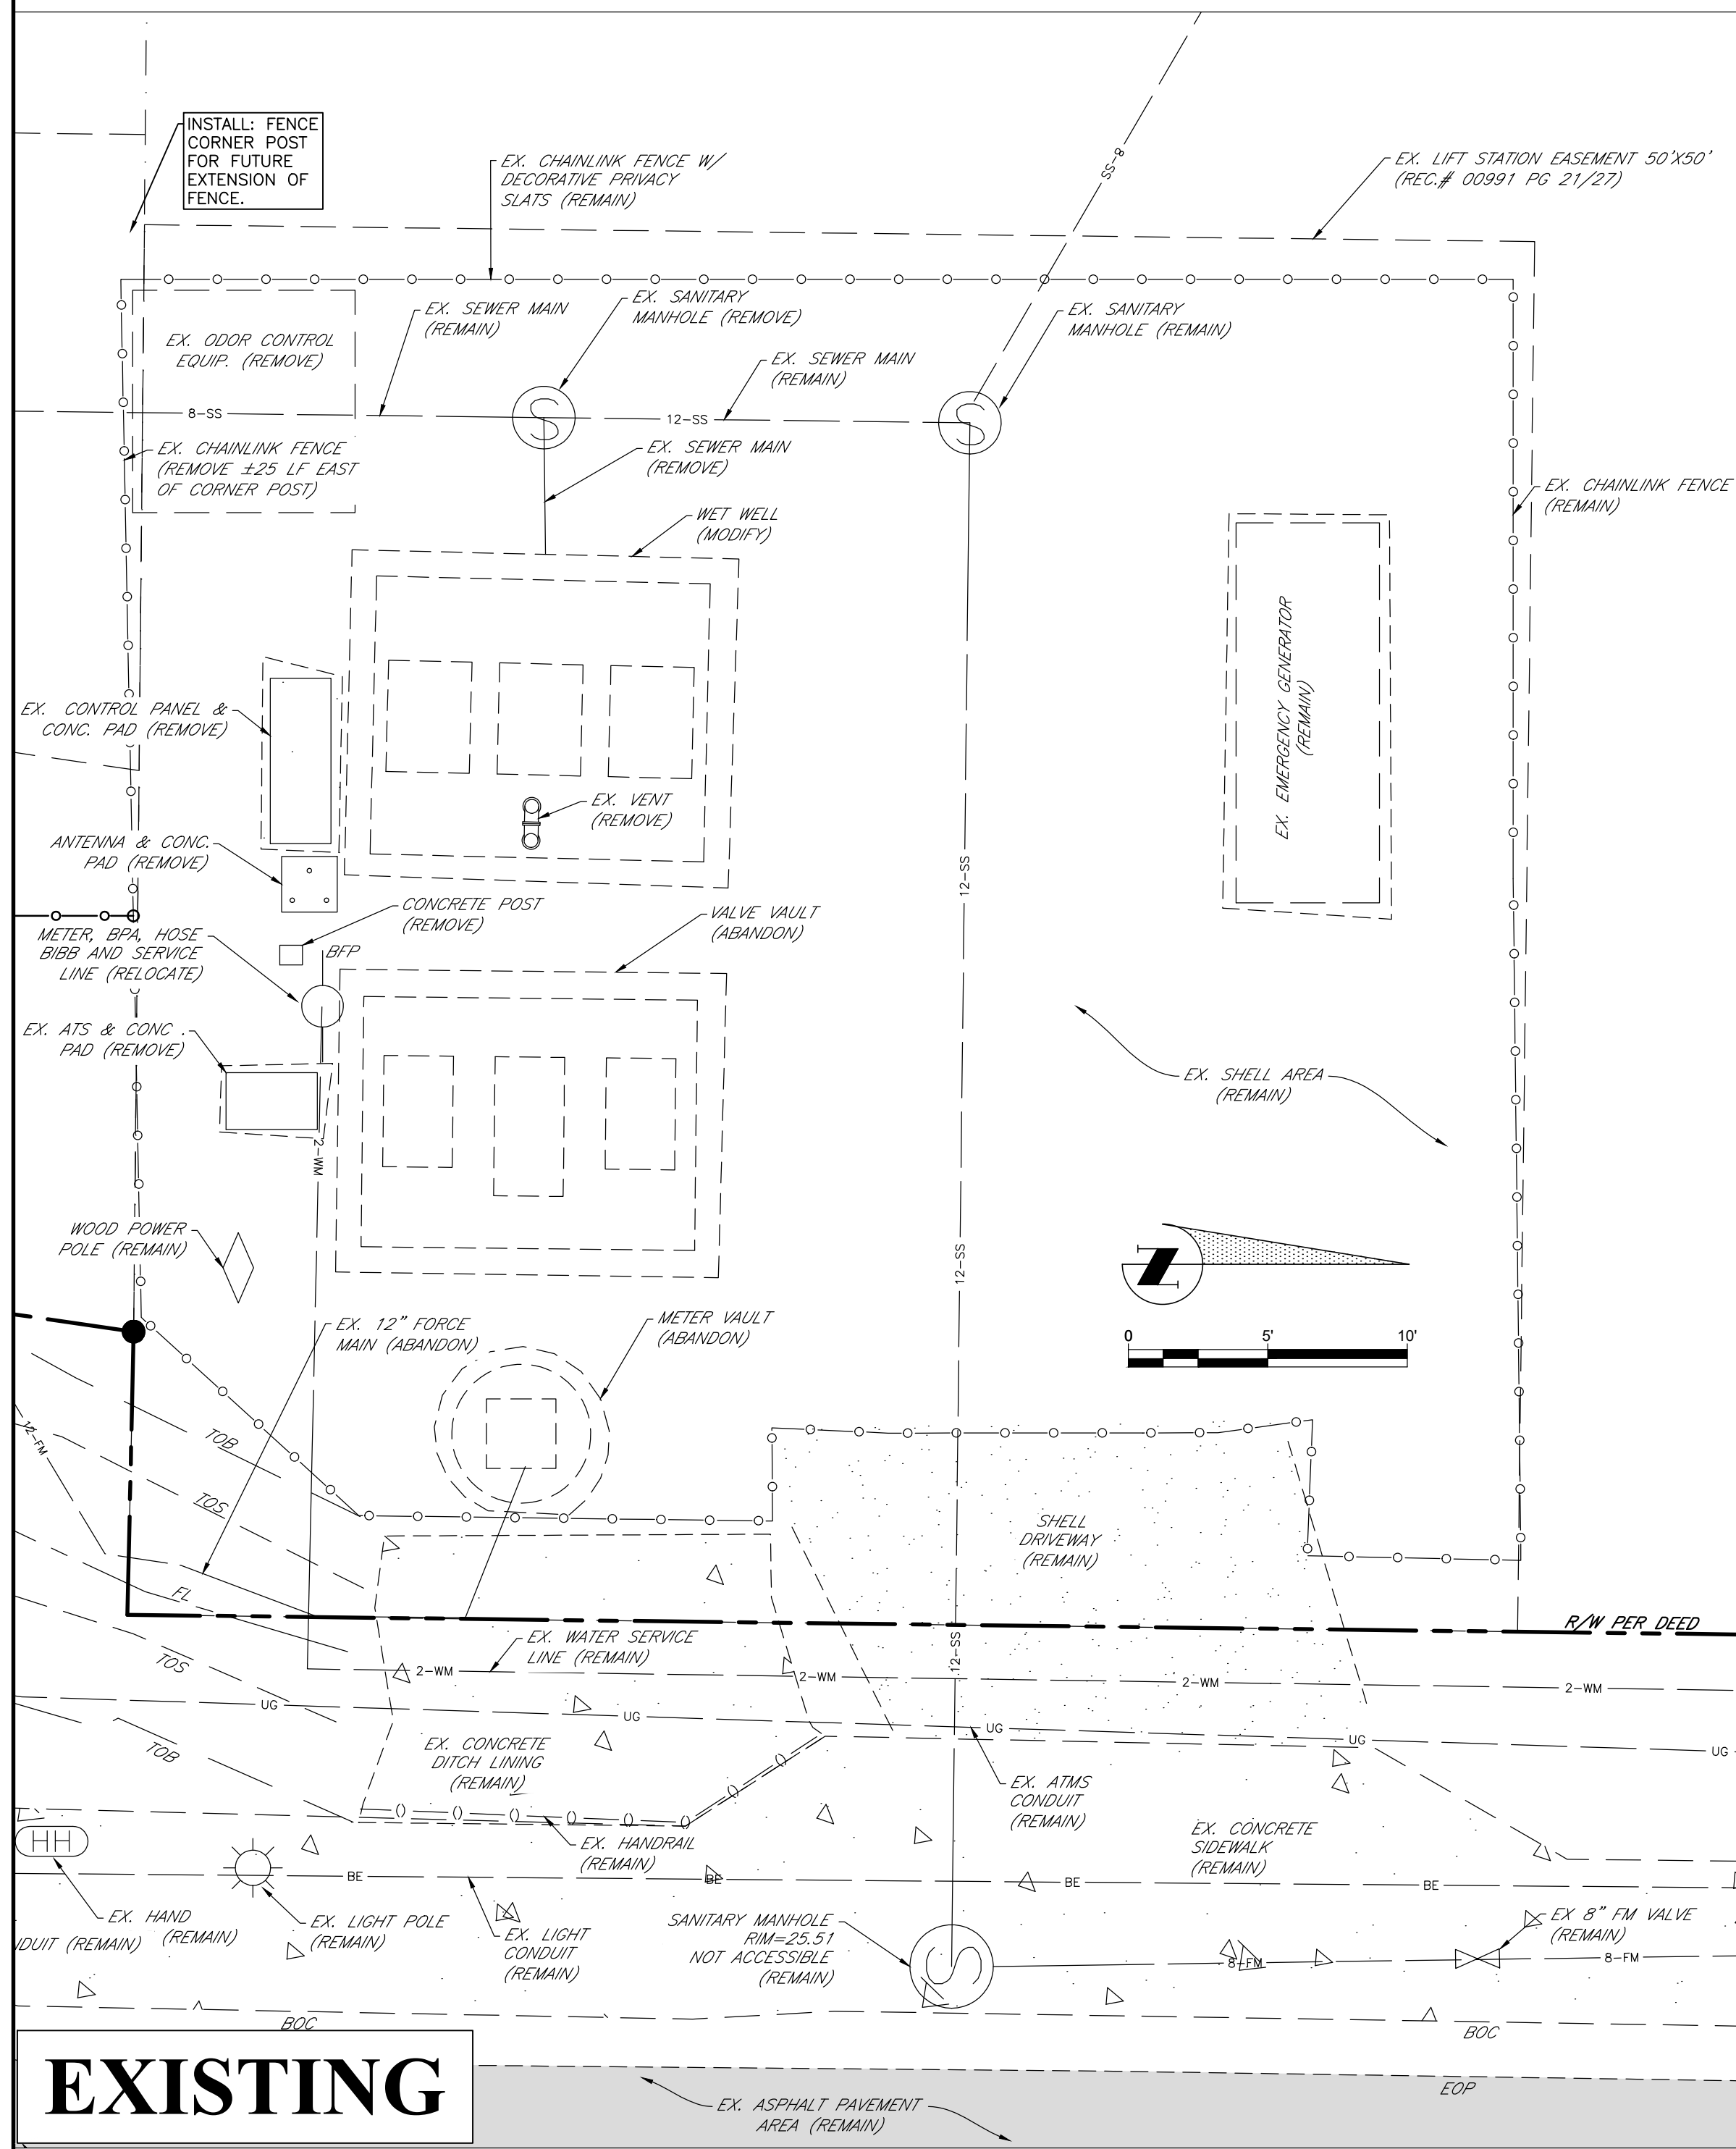 INSTALL: FENCE
CORNER POST
FOR FUTURE
EXTENSION OF
FENCE.
EX. CHAINLINK FENCE W/
DECORATIVE PRIVACY
SLATS (REMAIN)
8-SS
EX. LIFT STATION EASEMENT 50'X50'
(REC.# 00991 PG 21/27)
EX. ODOR CONTROL
EQUIP. (REMOVE)
EX. SEWER MAIN
(REMAIN)
EX. SANITARY
MANHOLE (REMOVE)
EX. SEWER MAIN
(REMAIN)
EX. SANITARY
MANHOLE (REMAIN)
8-SS
S
12-SS
S
EX. CHAINLINK FENCE
(REMOVE ±25 LF EAST
OF CORNER POST)
EX. SEWER MAIN
(REMOVE)
EX. CHAINLINK FENCE
(REMAIN)
WET WELL
(MODIFY)
EX. EMERGENCY GENERATOR
(REMAIN)
EX. CONTROL PANEL &
CONC. PAD (REMOVE)
EX. VENT
(REMOVE)
ANTENNA & CONC.
PAD (REMOVE)
12-SS
CONCRETE POST
(REMOVE)
VALVE VAULT
(ABANDON)
METER, BPA, HOSE
BIBB AND SERVICE
LINE (RELOCATE)
BFP
EX. ATS & CONC .
PAD (REMOVE)
EX. SHELL AREA
(REMAIN)
2-WM
WOOD POWER
POLE (REMAIN)
12-SS
N
EX. 12" FORCE
MAIN (ABANDON)
METER VAULT
(ABANDON)
0 5' 10'
12-FM
TOB
TOS
SHELL
DRIVEWAY
(REMAIN)
FL
R/W PER DEED
EX. WATER SERVICE
LINE (REMAIN)
12-SS
TOS
2-WM
2-WM
2-WM
2-WM
UG
UG
UG
UG
UG
TOB
EX. CONCRETE
DITCH LINING
(REMAIN)
EX. ATMS
CONDUIT
(REMAIN)
HH
EX. HANDRAIL
(REMAIN)
EX. CONCRETE
SIDEWALK
(REMAIN)
BE
BE
BE
BE
EX. HAND
(REMAIN)
DUIT (REMAIN)
EX. LIGHT POLE
(REMAIN)
EX. LIGHT
CONDUIT
(REMAIN)
SANITARY MANHOLE
RIM=25.51
NOT ACCESSIBLE
(REMAIN)
S
EX 8" FM VALVE
(REMAIN)
8-FM
8-FM
BOC
BOC
EXISTING
EOP
EX. ASPHALT PAVEMENT
AREA (REMAIN)